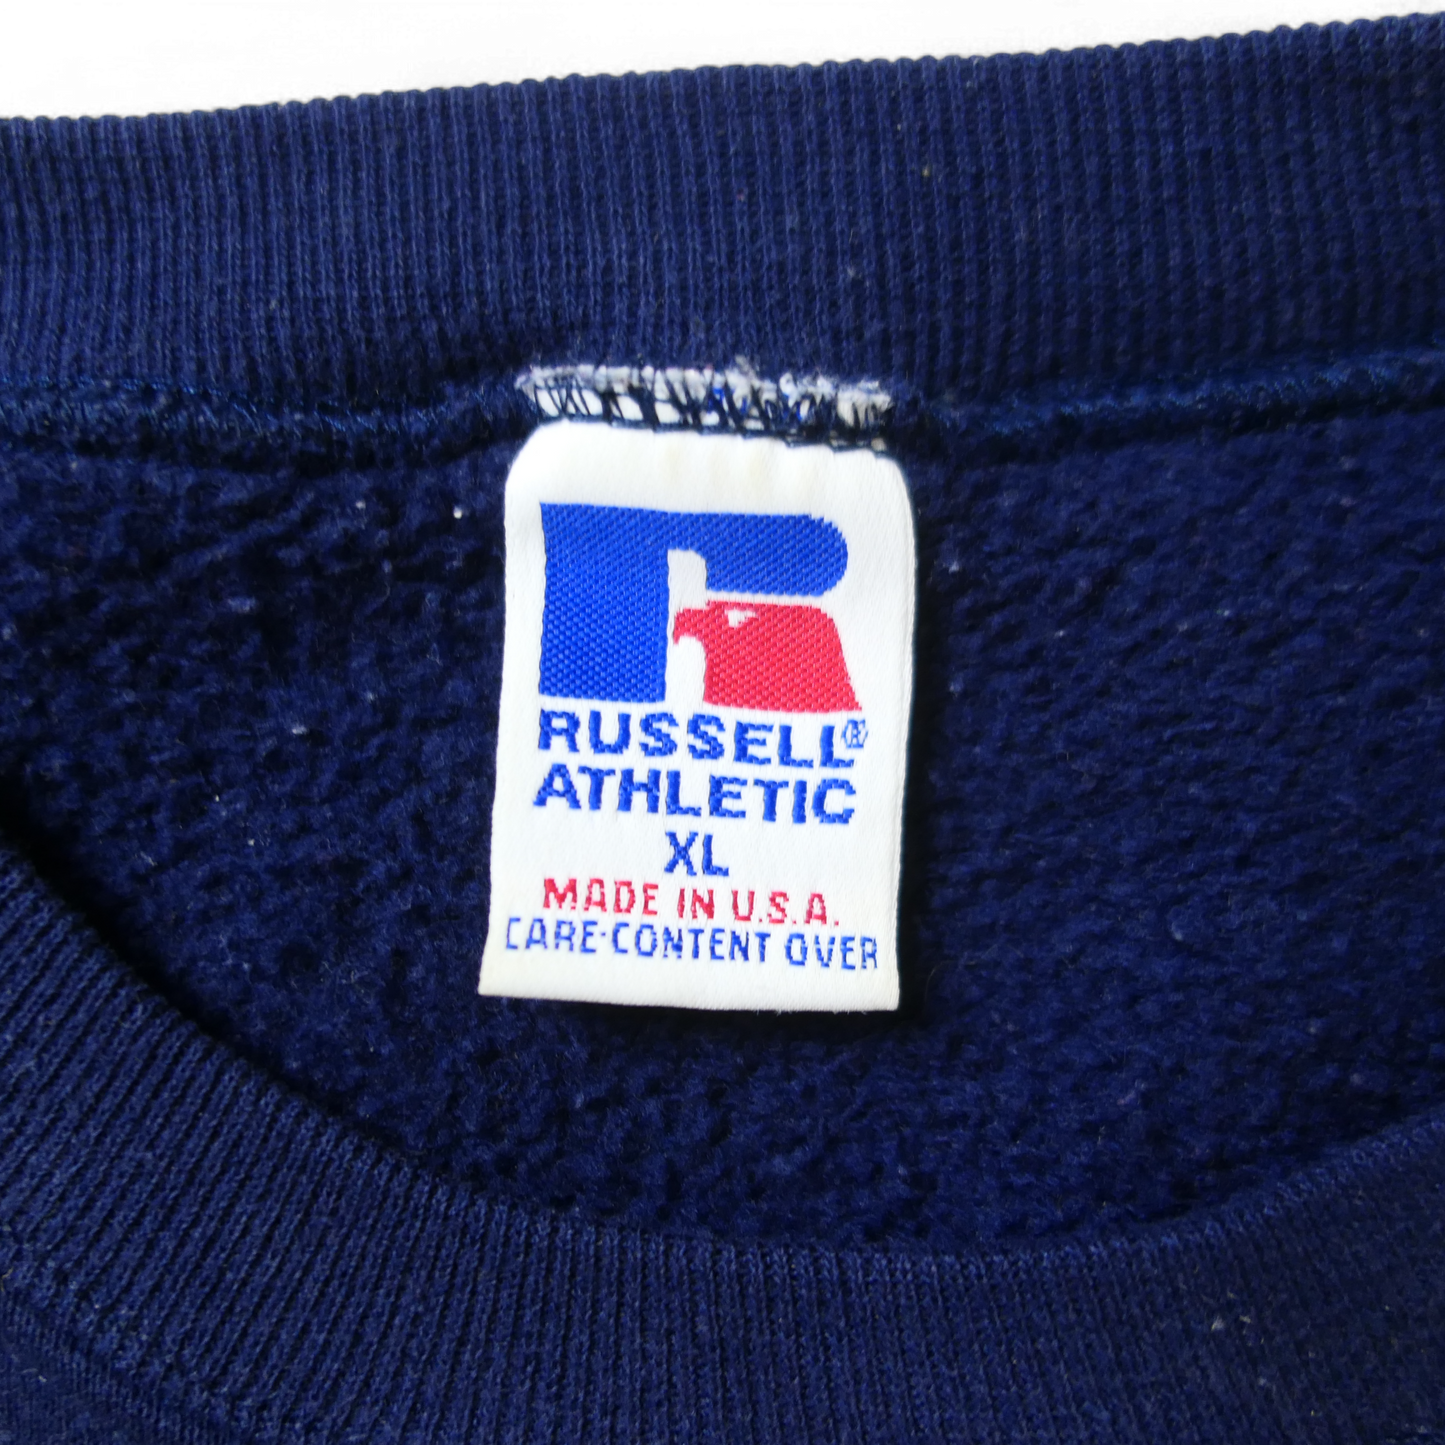 RUSSELL®
ATHLETIC
XL
MADE IN U.S.A.
CARE·CONTENT OVER